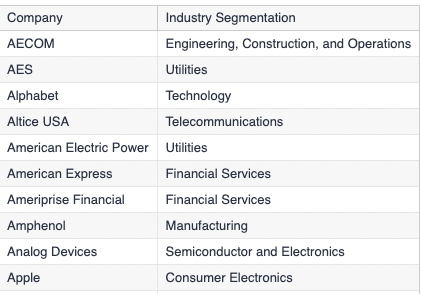 Company Industry Segmentation
AECOM Engineering, Construction, and Operations
AES Utilities
Alphabet Technology
Altice USA Telecommunications
American Electric Power Utilities
American Express Financial Services
Ameriprise Financial Financial Services
Amphenol Manufacturing
Analog Devices Semiconductor and Electronics
Apple Consumer Electronics